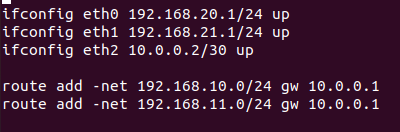 ifconfig eth0 192.168.20.1/24 up
ifconfig eth1 192.168.21.1/24 up
ifconfig eth2 10.0.0.2/30 up
route add -net 192.168.10.0/24 gw 10.0.0.1
route add -net 192.168.11.0/24 gw 10.0.0.1